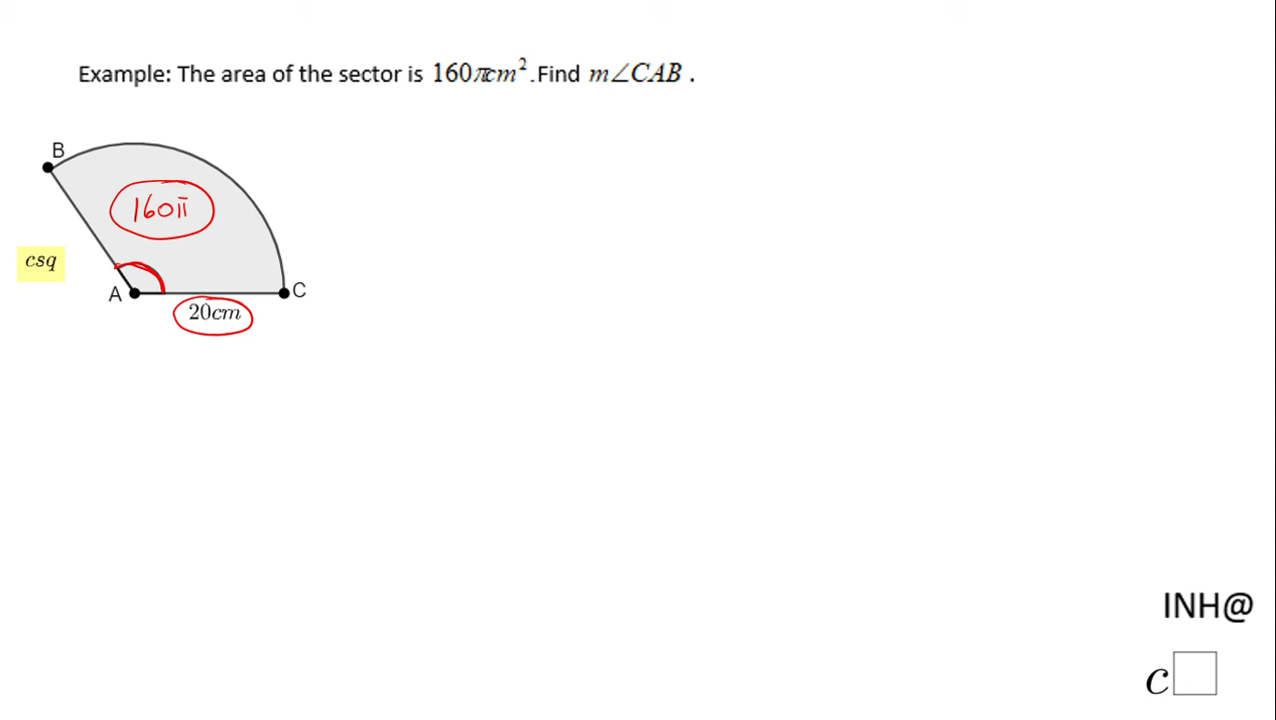 Example: The area of the sector is 160πcm². Find m∠CAB .
B
160π
csq
A
C
20cm
INH@
c